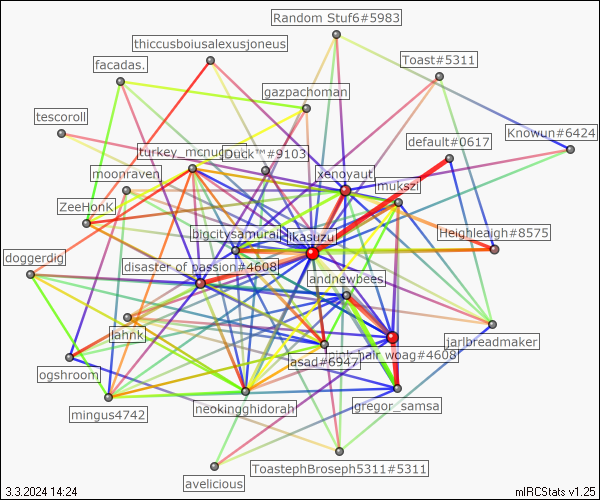 Random Stuf6#5983
thiccusboiusalexusjoneus
Toast#5311
facadas.
gazpachoman
tescoroll
Knowun#6424
default#0617
turkey_mcnu
Duck™#9103
moonraven
xenoyaut
mukszi
ZeeHonK
bigcitysamurai
ikasuzu
Heighleaigh#8575
doggerdig
disaster of passion#4608
andnewbees
lahnk
asad#6947
hair woag#4608
jarlbreadmaker
ogshroom
mingus4742
neokingghidorah
gregor_samsa
ToastephBroseph5311#5311
avelicious
3.3.2024 14:24
mIRCStats v1.25